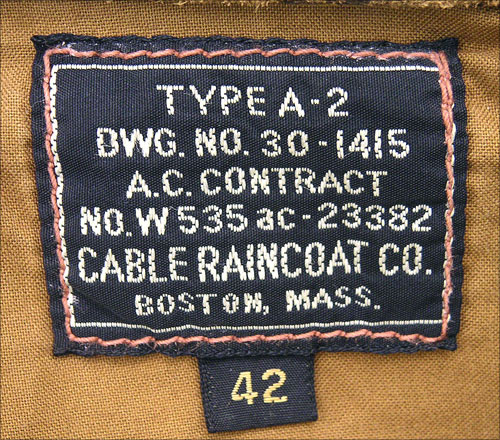 TYPE A-2
DWG. NO. 30-1415
A.C. CONTRACT
NO. W535 ac-23382
CABLE RAINCOAT CO.
BOSTON, MASS.
42